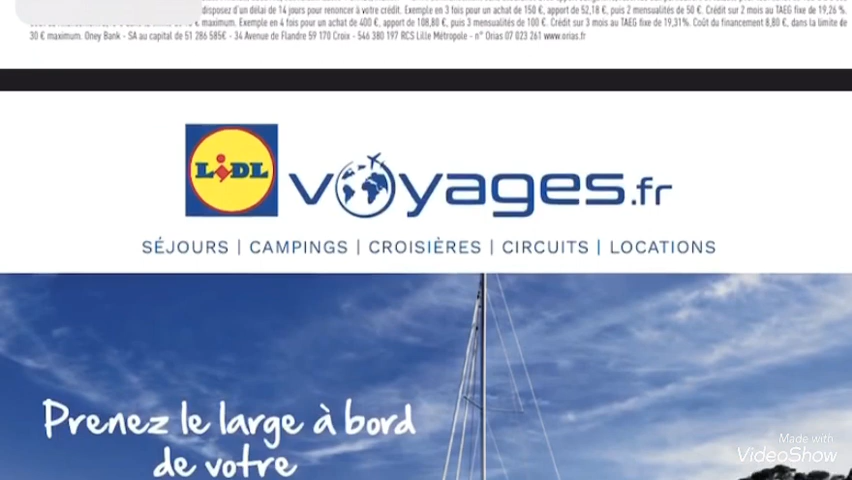 disposez d'un délai de 14 jours pour renoncer à votre crédit. Exemple en 3 fois pour un achat de 150 €, apport de 52,18 €, puis 2 mensualités de 50 €. Crédit sur 2 mois au TAEG fixe de 19,26 %.
maximum. Exemple en 4 fois pour un achat de 400 €, apport de 108,80 €, puis 3 mensualités de 100 €. Crédit sur 3 mois au TAEG fixe de 19,31%. Coût du financement 8,80 €, dans la limite de
30 € maximum. Oney Bank - SA au capital de 51 286 585€ - 34 Avenue de Flandre 59 170 Croix - 546 380 197 RCS Lille Métropole - n° Orias 07 023 261 www.orias.fr
LIDL voyages.fr
SÉJOURS | CAMPINGS | CROISIÈRES | CIRCUITS | LOCATIONS
Prenez le large à bord
de votre
Made with
VideoShow